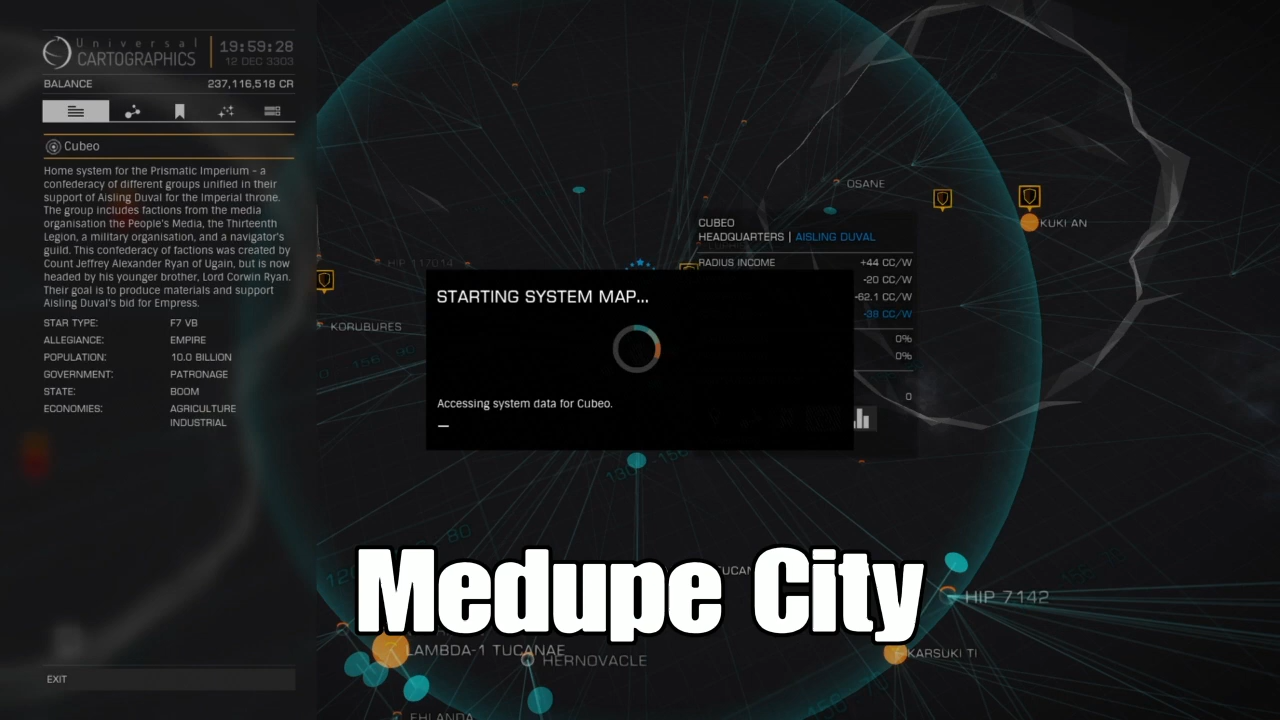 Universal
CARTOGRAPHICS
19:59:28
12 DEC 3303
BALANCE 237,116,518 CR
Cubeo
Home system for the Prismatic Imperium - a
confederacy of different groups unified in their
support of Aisling Duval for the Imperial throne.
The group includes factions from the media
organisation the People's Media, the Thirteenth
Legion, a military organisation, and a navigator's
guild. This confederacy of factions was created by
Count Jeffrey Alexander Ryan of Ugain, but is now
headed by his younger brother, Lord Corwin Ryan.
Their goal is to produce materials and support
Aisling Duval's bid for Empress.
STAR TYPE: F7 VB
ALLEGIANCE: EMPIRE
POPULATION: 10.0 BILLION
GOVERNMENT: PATRONAGE
STATE: BOOM
ECONOMIES: AGRICULTURE
INDUSTRIAL
EXIT
OSANE
KUKI AN
CUBEO
HEADQUARTERS | AISLING DUVAL
RADIUS INCOME +44 CC/W
-20 CC/W
-62.1 CC/W
-38 CC/W
0%
0%
0
HIP 117014
KORUBURES
STARTING SYSTEM MAP...
Accessing system data for Cubeo.
Medupe City
HIP 7142
LAMBDA-1 TUCANAE
HERNOVACLE
KARSUKI TI
EHLANDA